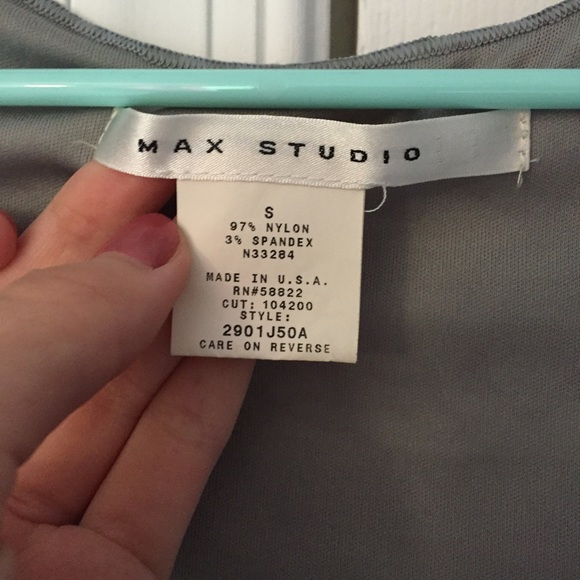 MAX STUDIO
S
97% NYLON
3% SPANDEX
N33284
MADE IN U.S.A.
RN#58822
CUT: 104200
STYLE:
2901J50A
CARE ON REVERSE